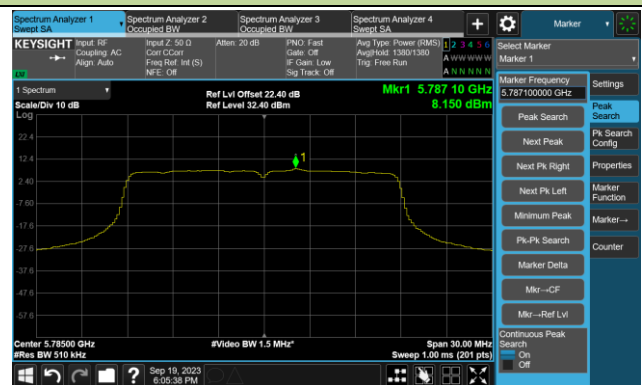 Spectrum Analyzer 1
Swept SA
Spectrum Analyzer 2
Occupied BW
Spectrum Analyzer 3
Occupied BW
Spectrum Analyzer 4
Swept SA
Marker
KEYSIGHT
Input: RF
Coupling: AC
Align: Auto
Input Z: 50 Ω
Corr CCorr
Freq Ref: Int (S)
NFE: Off
Atten: 20 dB
PNO: Fast
Gate: Off
IF Gain: Low
Sig Track: Off
Avg Type: Power (RMS)
Avg|Hold: 1380/1380
Trig: Free Run
1 2 3 4 5 6
A W W W W W
A N N N N N
LXI
Select Marker
Marker 1
1 Spectrum
Scale/Div 10 dB
Log
Ref Lvl Offset 22.40 dB
Ref Level 32.40 dBm
Mkr1 5.787 10 GHz
8.150 dBm
22.4
12.4
2.40
-7.60
-17.6
-27.6
-37.6
-47.6
-57.6
1
Center 5.78500 GHz
#Res BW 510 kHz
#Video BW 1.5 MHz*
Span 30.00 MHz
Sweep 1.00 ms (201 pts)
Marker Frequency
5.787100000 GHz
Peak Search
Next Peak
Next Pk Right
Next Pk Left
Minimum Peak
Pk-Pk Search
Marker Delta
Mkr→CF
Mkr→Ref Lvl
Continuous Peak
Search
On
Off
Settings
Peak
Search
Pk Search
Config
Properties
Marker
Function
Marker→
Counter
Sep 19, 2023
6:05:38 PM